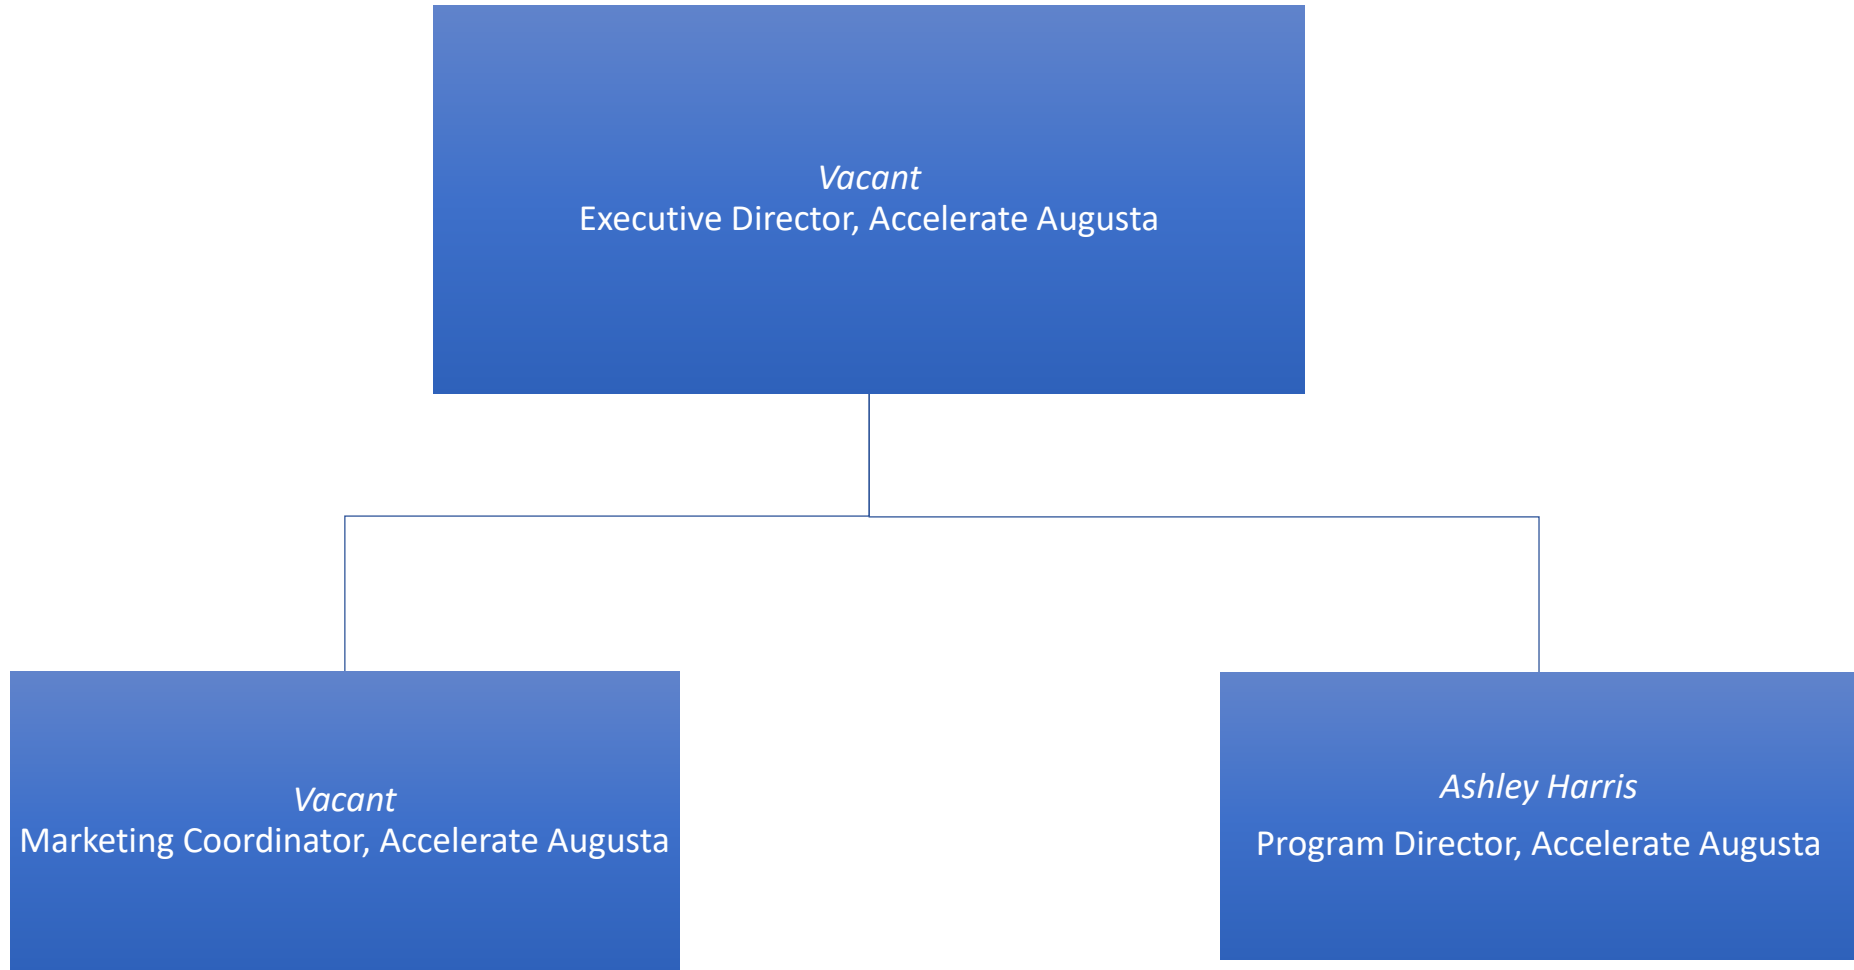 Vacant
Executive Director, Accelerate Augusta
Vacant
Marketing Coordinator, Accelerate Augusta
Ashley Harris
Program Director, Accelerate Augusta